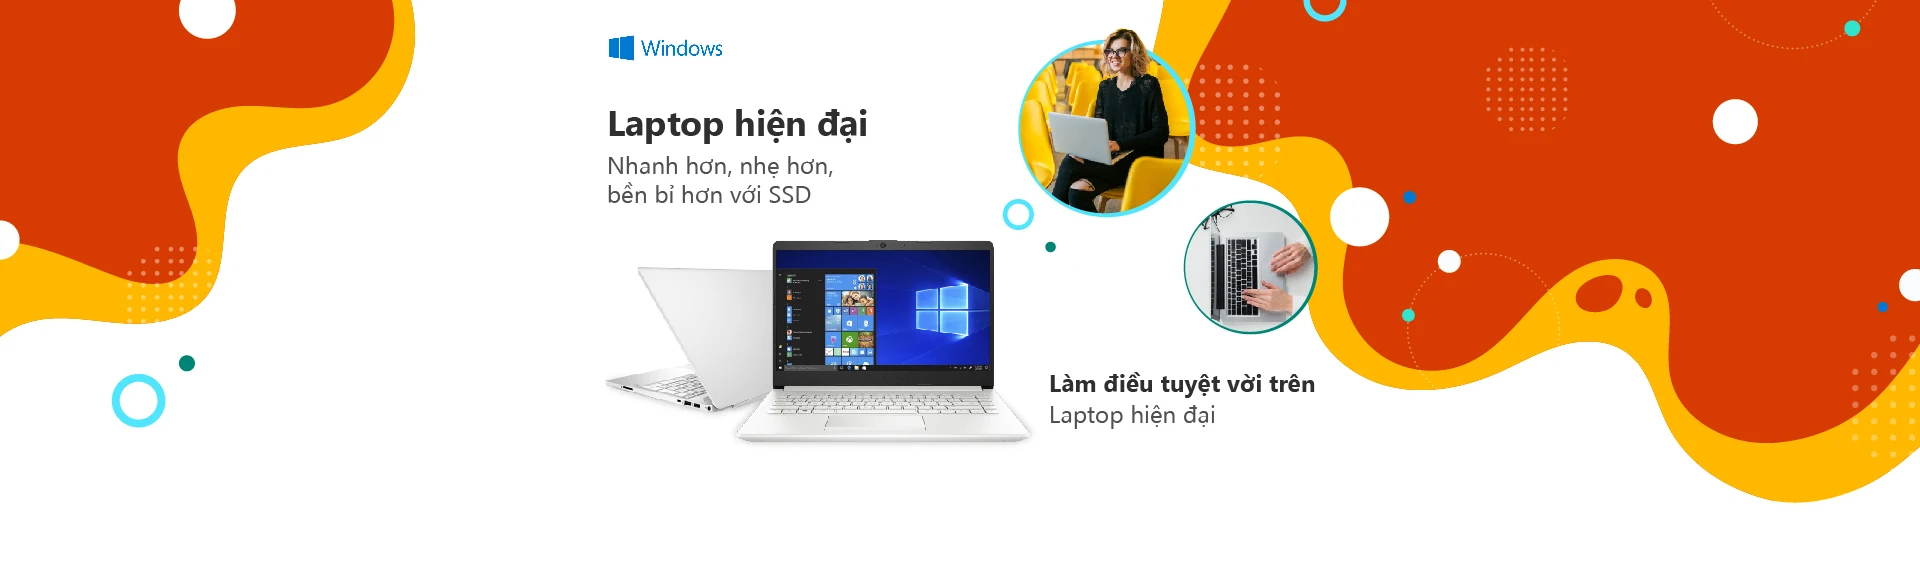 Windows
Laptop hiện đại
Nhanh hơn, nhẹ hơn,
bền bỉ hơn với SSD
Làm điều tuyệt vời trên
Laptop hiện đại